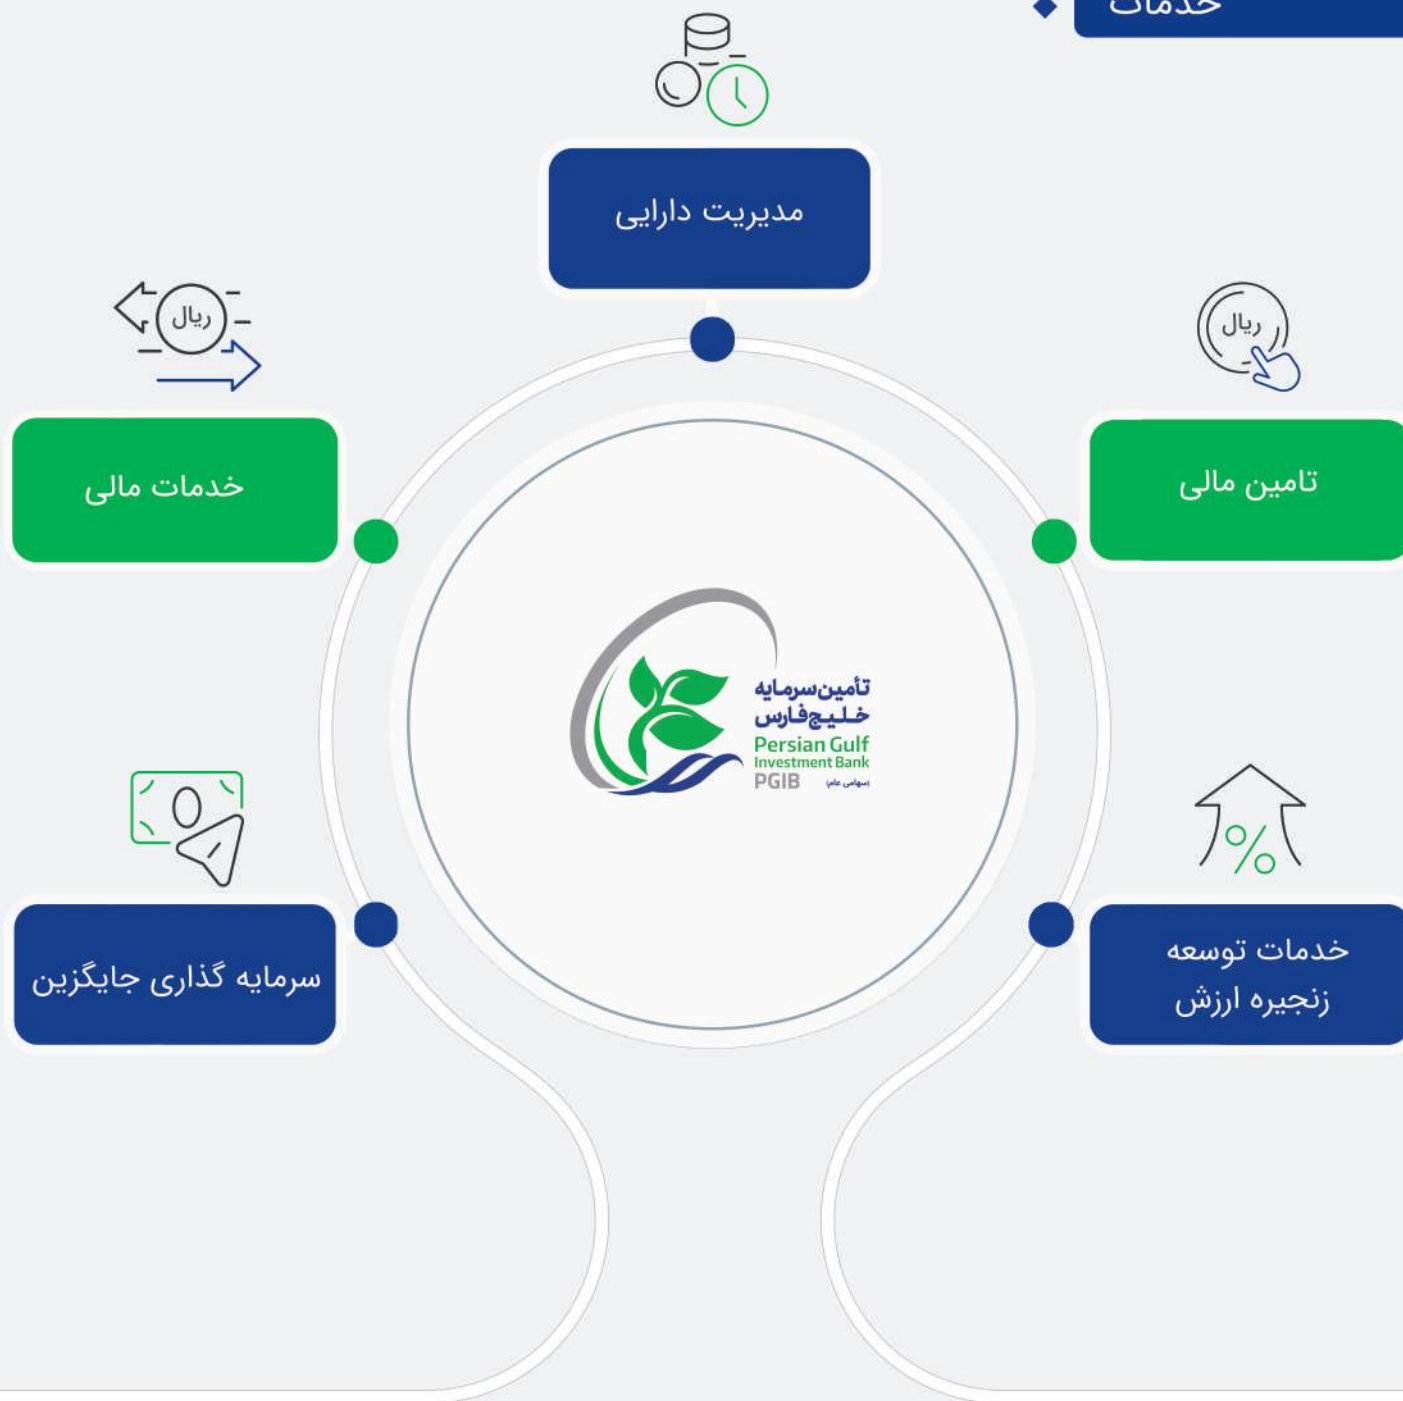 خدمات
مدیریت دارایی
ریال
تامین مالی
ریال
خدمات مالی
تأمین‌سرمایه
خلیج‌فارس
Persian Gulf
Investment Bank
PGIB (سهامی عام)
خدمات توسعه
زنجیره ارزش
سرمایه گذاری جایگزین